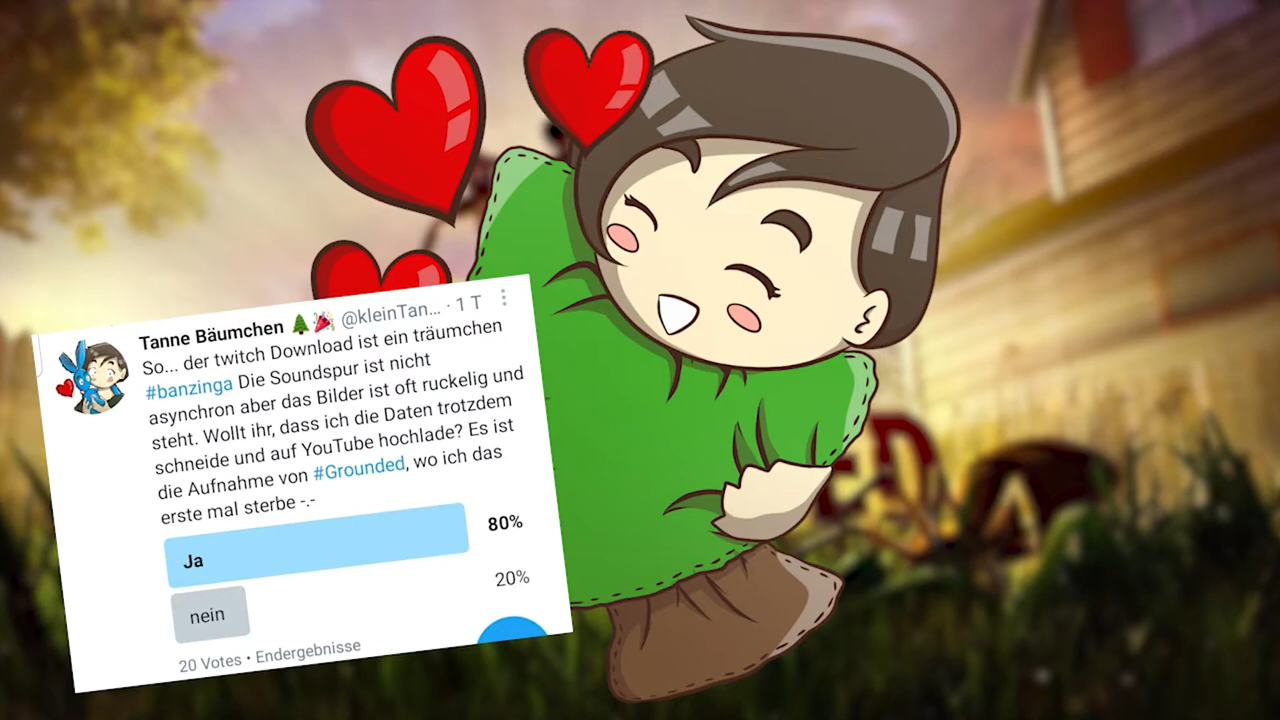 Tanne Bäumchen 🌲🎉 @kleinTan... · 1 T
So... der twitch Download ist ein träumchen
#banzinga Die Soundspur ist nicht
asynchron aber das Bilder ist oft ruckelig und
steht. Wollt ihr, dass ich die Daten trotzdem
schneide und auf YouTube hochlade? Es ist
die Aufnahme von #Grounded, wo ich das
erste mal sterbe -.-
Ja 80%
nein 20%
20 Votes • Endergebnisse